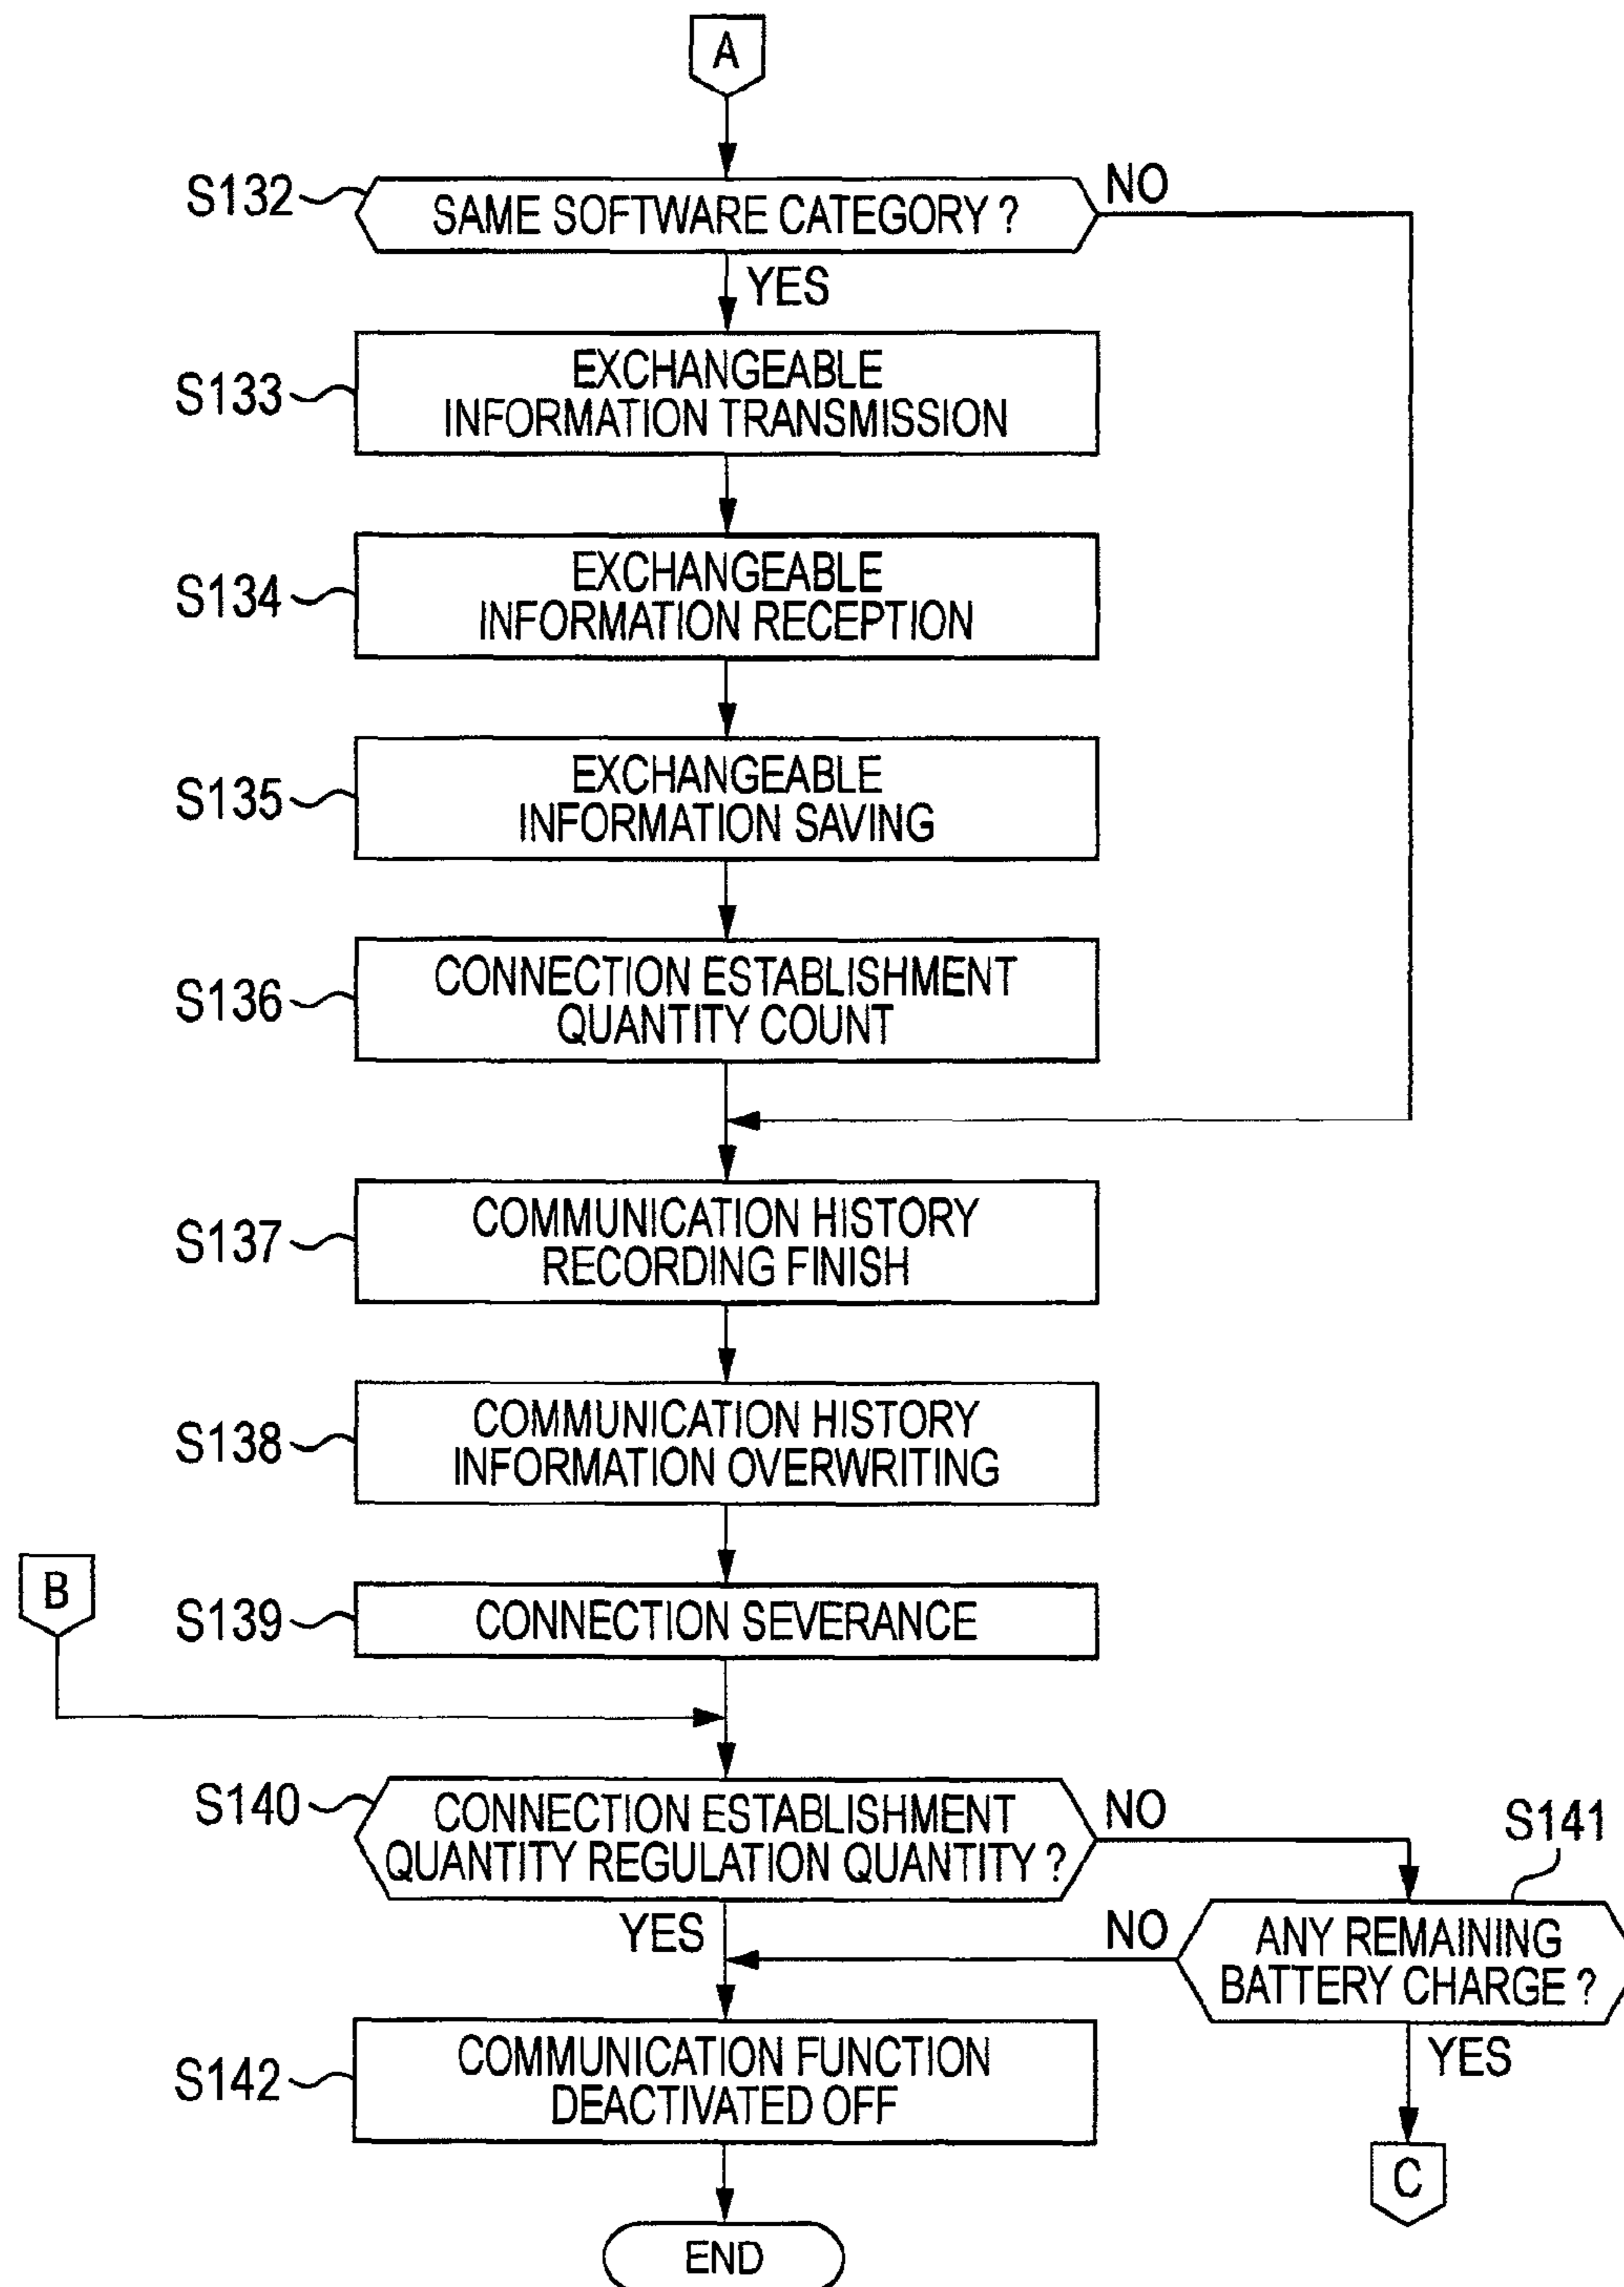 A
S132
SAME SOFTWARE CATEGORY ?
NO
YES
S133
EXCHANGEABLE
INFORMATION TRANSMISSION
S134
EXCHANGEABLE
INFORMATION RECEPTION
S135
EXCHANGEABLE
INFORMATION SAVING
S136
CONNECTION ESTABLISHMENT
QUANTITY COUNT
S137
COMMUNICATION HISTORY
RECORDING FINISH
S138
COMMUNICATION HISTORY
INFORMATION OVERWRITING
B
S139
CONNECTION SEVERANCE
S140
CONNECTION ESTABLISHMENT
QUANTITY REGULATION QUANTITY ?
NO
S141
YES
NO
ANY REMAINING
BATTERY CHARGE ?
S142
COMMUNICATION FUNCTION
DEACTIVATED OFF
YES
C
END